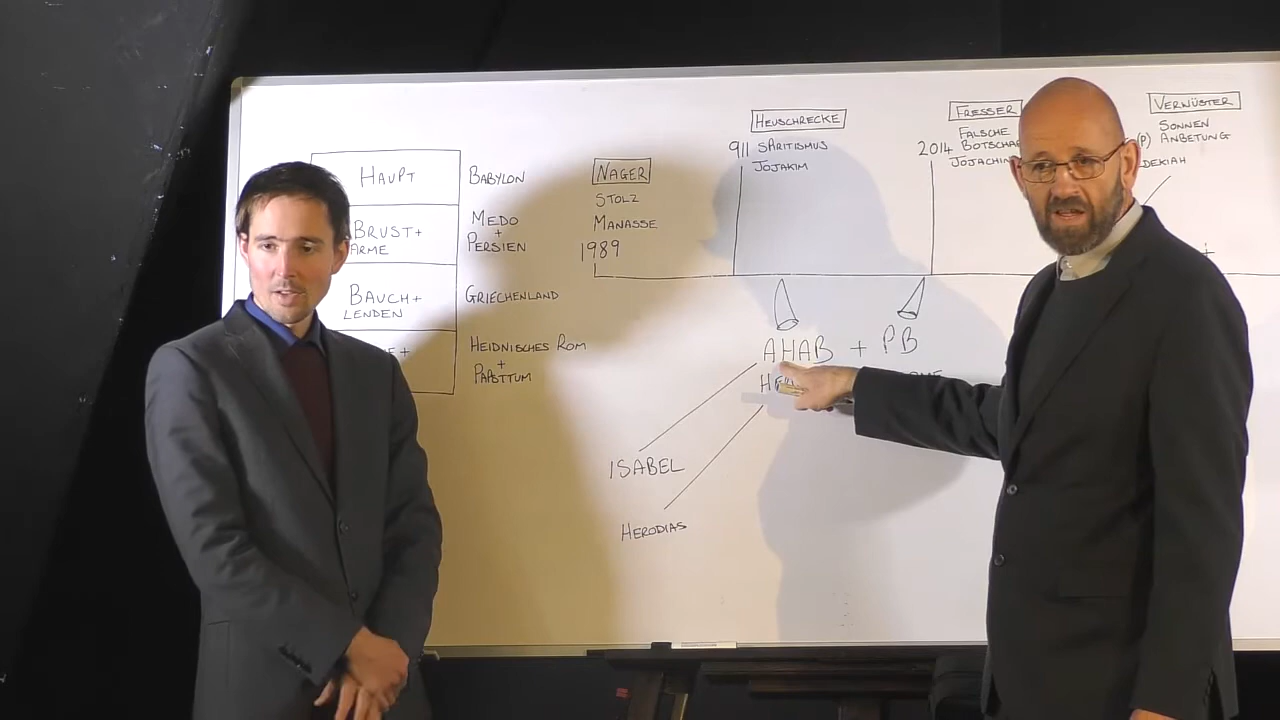 HAUPT
BABYLON
BRUST +
ARME
MEDO
+
PERSIEN
BAUCH +
LENDEN
GRIECHENLAND
+
HEIDNISCHES ROM
+
PAPSTTUM
NAGER
STOLZ
MANASSE
1989
HEUSCHRECKE
911 SPIRITISMUS
JOJAKIM
FRESSER
2014 FALSCHE
JOJACHIN
VERWÜSTER
SONNEN
(P) ANBETUNG
DEKIAH
+
AHAB + PB
ISABEL
HERODIAS